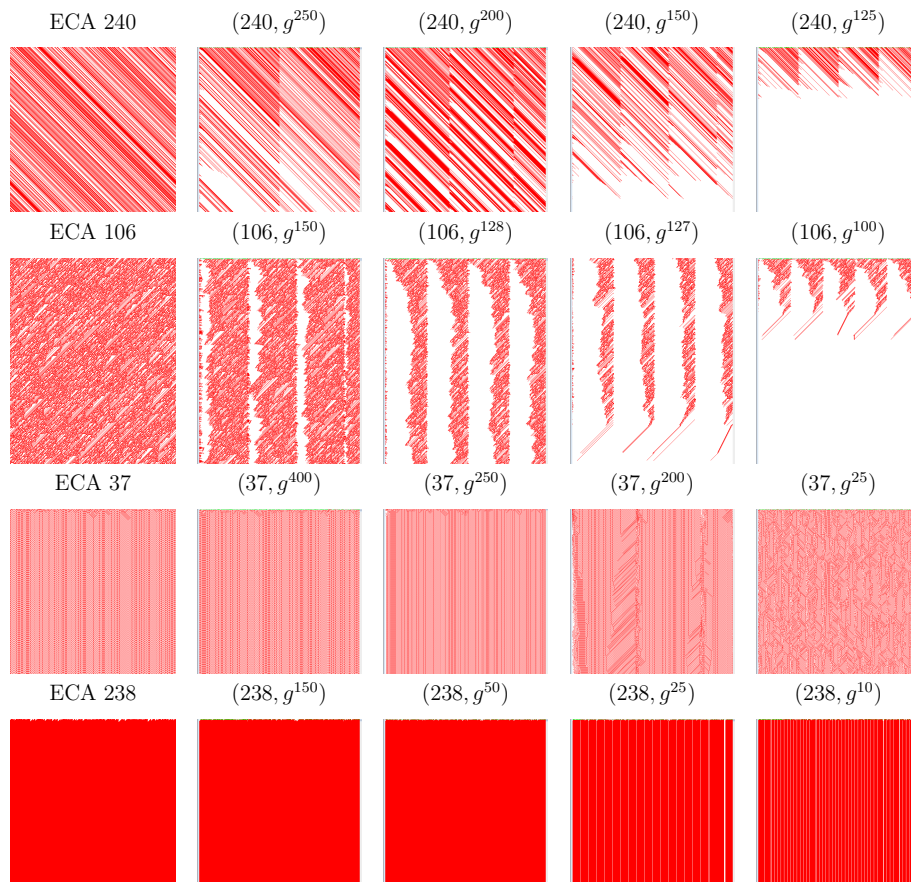 ECA 240 (240, g^250) (240, g^200) (240, g^150) (240, g^125)
ECA 106 (106, g^150) (106, g^128) (106, g^127) (106, g^100)
ECA 37 (37, g^400) (37, g^250) (37, g^200) (37, g^25)
ECA 238 (238, g^150) (238, g^50) (238, g^25) (238, g^10)